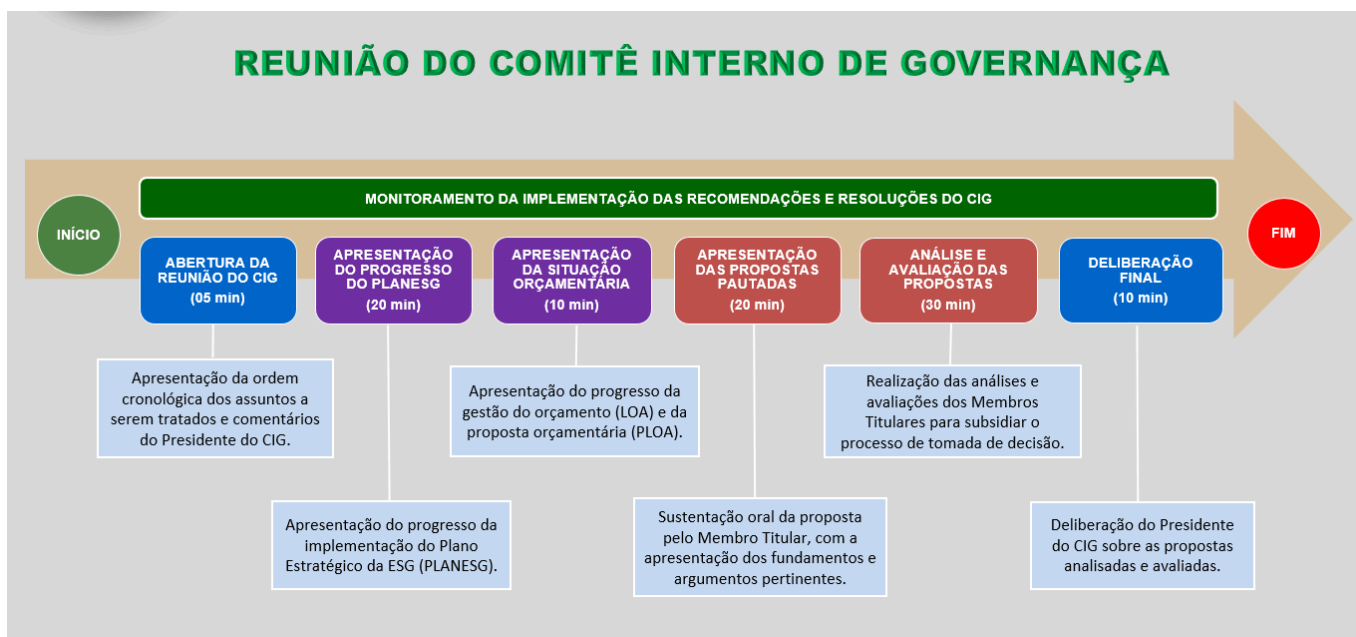 REUNIÃO DO COMITÊ INTERNO DE GOVERNANÇA
MONITORAMENTO DA IMPLEMENTAÇÃO DAS RECOMENDAÇÕES E RESOLUÇÕES DO CIG
INÍCIO
ABERTURA DA
REUNIÃO DO CIG
(05 min)
APRESENTAÇÃO
DO PROGRESSO
DO PLANESG
(20 min)
APRESENTAÇÃO
DA SITUAÇÃO
ORÇAMENTÁRIA
(10 min)
APRESENTAÇÃO
DAS PROPOSTAS
PAUTADAS
(20 min)
ANÁLISE E
AVALIAÇÃO DAS
PROPOSTAS
(30 min)
DELIBERAÇÃO
FINAL
(10 min)
FIM
Apresentação da ordem
cronológica dos assuntos a
serem tratados e comentários
do Presidente do CIG.
Apresentação do progresso da
implementação do Plano
Estratégico da ESG (PLANESG).
Apresentação do progresso da
gestão do orçamento (LOA) e da
proposta orçamentária (PLOA).
Sustentação oral da proposta
pelo Membro Titular, com a
apresentação dos fundamentos e
argumentos pertinentes.
Realização das análises e
avaliações dos Membros
Titulares para subsidiar o
processo de tomada de decisão.
Deliberação do Presidente
do CIG sobre as propostas
analisadas e avaliadas.